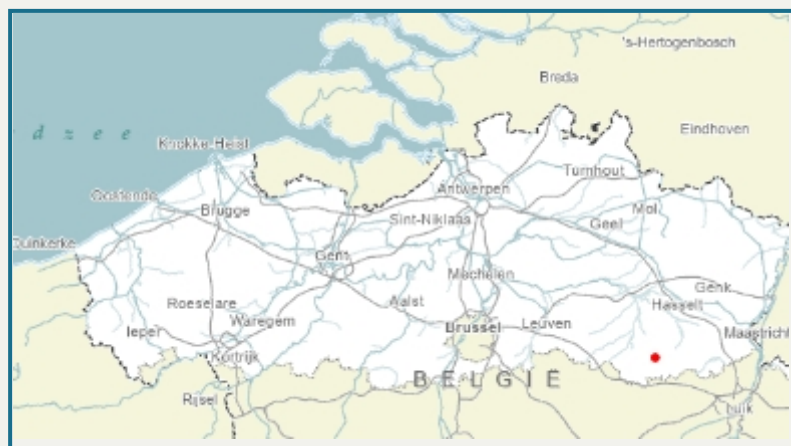 's-Hertogenbosch
Breda
d z e e
Eindhoven
Knokke-Heist
Turnhout
Antwerpen
Oostende
Mol
Brugge
Sint-Niklaas
Geel
Duinkerke
Gent
Mechelen
Genk
Roeselare
Aalst
Hasselt
Waregem
Brussel
Leuven
Ieper
Maastricht
Kortrijk
BELGIË
Rijsel
Luik